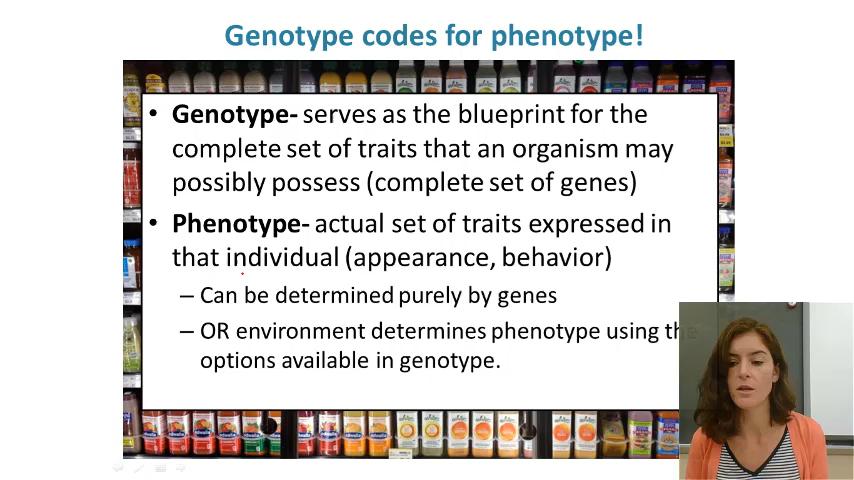 Genotype codes for phenotype!
• Genotype- serves as the blueprint for the
complete set of traits that an organism may
possibly possess (complete set of genes)
• Phenotype- actual set of traits expressed in
that individual (appearance, behavior)
– Can be determined purely by genes
– OR environment determines phenotype using the
options available in genotype.